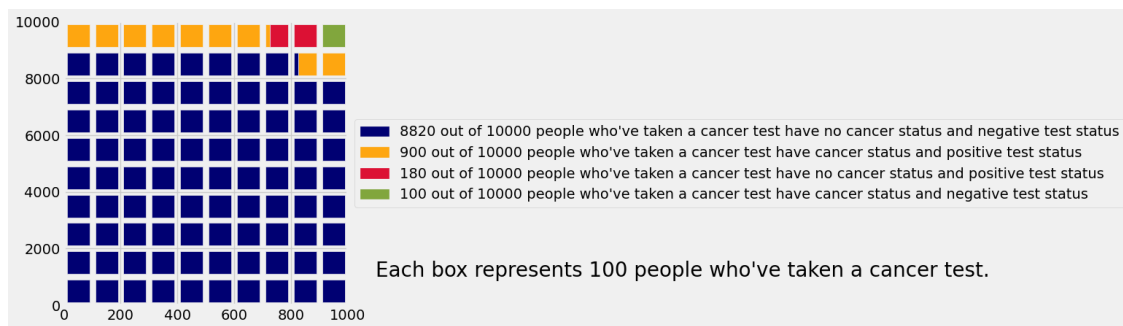 10000
8000
6000
4000
2000
0
0 200 400 600 800 1000
8820 out of 10000 people who've taken a cancer test have no cancer status and negative test status
900 out of 10000 people who've taken a cancer test have cancer status and positive test status
180 out of 10000 people who've taken a cancer test have no cancer status and positive test status
100 out of 10000 people who've taken a cancer test have cancer status and negative test status
Each box represents 100 people who've taken a cancer test.